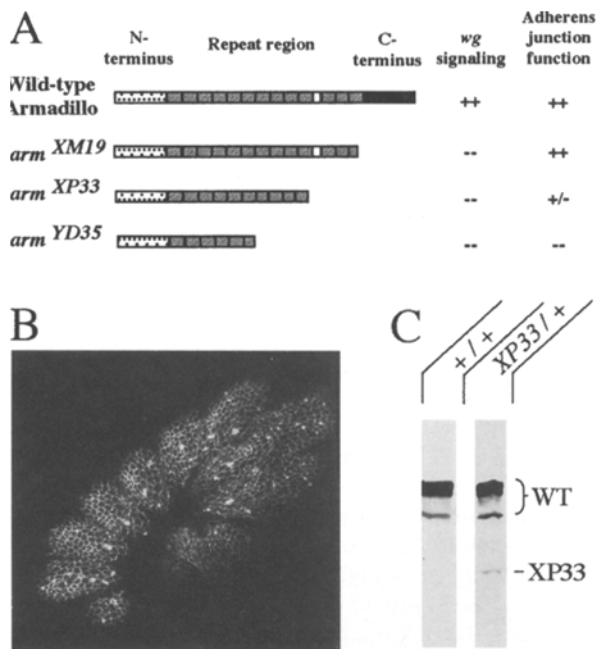 A
N-
terminus
Repeat region
C-
terminus
wg
signaling
Adherens
junction
function
Wild-type
Armadillo
++
++
arm XM19
--
++
arm XP33
--
+/-
arm YD35
--
--
B
C
+/+
XP33/+
WT
XP33